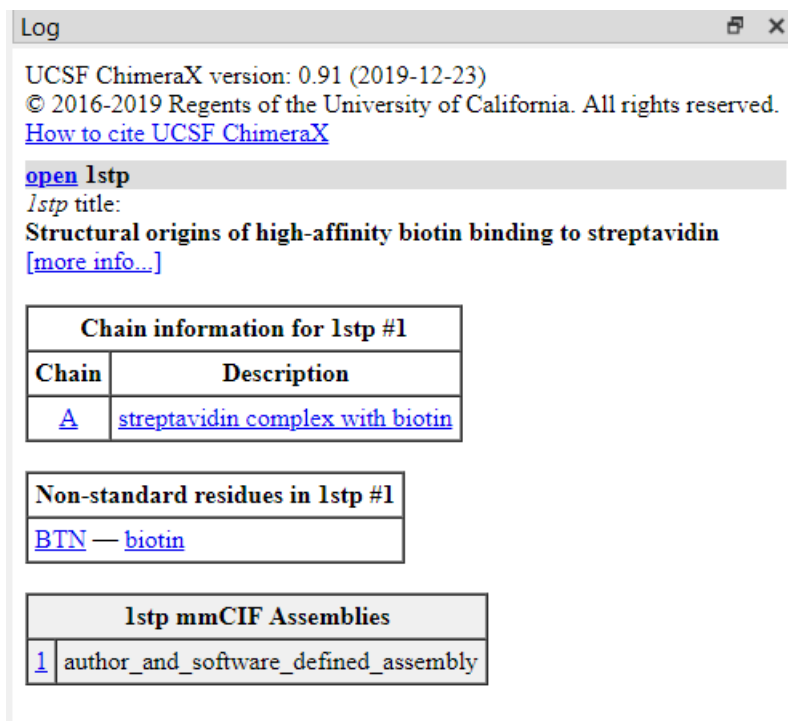 Log
UCSF ChimeraX version: 0.91 (2019-12-23)
© 2016-2019 Regents of the University of California. All rights reserved.
How to cite UCSF ChimeraX
open 1stp
1stp title:
Structural origins of high-affinity biotin binding to streptavidin
[more info...]
Chain information for 1stp #1
Chain Description
A streptavidin complex with biotin
Non-standard residues in 1stp #1
BTN — biotin
1stp mmCIF Assemblies
1 author_and_software_defined_assembly